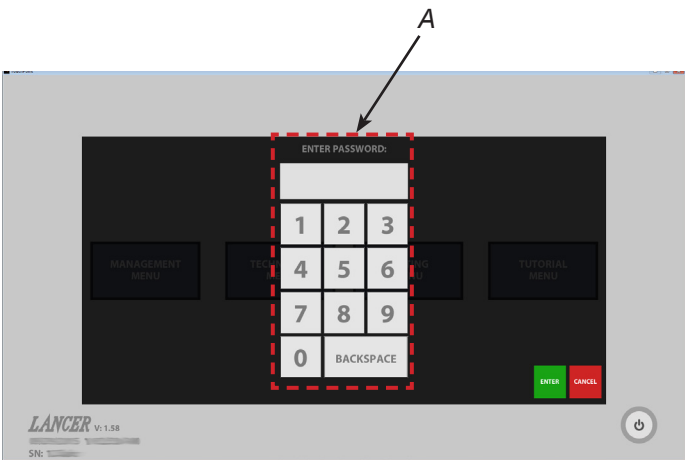 A
ENTER PASSWORD:
1 2 3
MANAGEMENT MENU
TUTORIAL MENU
4 5 6
7 8 9
0 BACKSPACE
ENTER CANCEL
LANCER V: 1.58
SN: